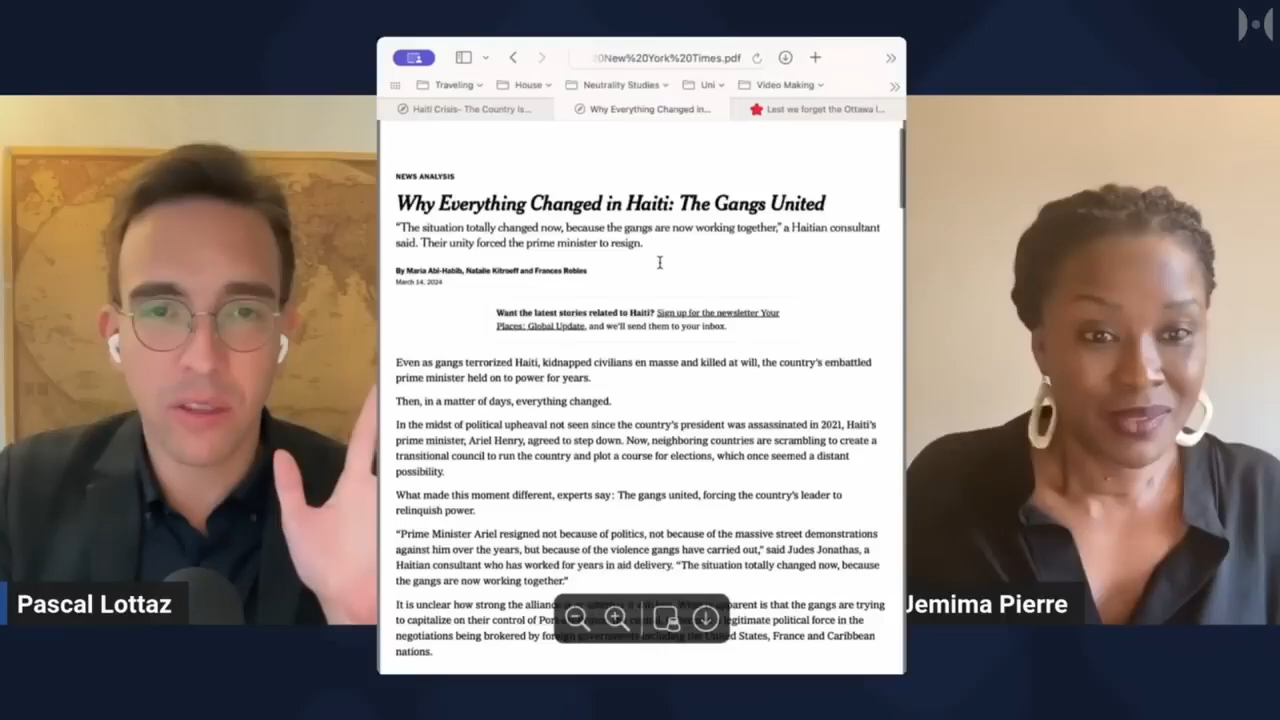 New%20York%20Times.pdf
Traveling
House
Neutrality Studies
Uni
Video Making
Haiti Crisis– The Country Is...
Why Everything Changed in...
Lest we forget the Ottawa I...
NEWS ANALYSIS
Why Everything Changed in Haiti: The Gangs United
“The situation totally changed now, because the gangs are now working together,” a Haitian consultant
said. Their unity forced the prime minister to resign.
By Maria Abi-Habib, Natalie Kitroeff and Frances Robles
March 14, 2024
Want the latest stories related to Haiti? Sign up for the newsletter Your
Places: Global Update, and we'll send them to your inbox.
Even as gangs terrorized Haiti, kidnapped civilians en masse and killed at will, the country's embattled
prime minister held on to power for years.
Then, in a matter of days, everything changed.
In the midst of political upheaval not seen since the country's president was assassinated in 2021, Haiti's
prime minister, Ariel Henry, agreed to step down. Now, neighboring countries are scrambling to create a
transitional council to run the country and plot a course for elections, which once seemed a distant
possibility.
What made this moment different, experts say: The gangs united, forcing the country's leader to
relinquish power.
“Prime Minister Ariel resigned not because of politics, not because of the massive street demonstrations
against him over the years, but because of the violence gangs have carried out,” said Judes Jonathas, a
Haitian consultant who has worked for years in aid delivery. “The situation totally changed now, because
the gangs are now working together.”
It is unclear how strong the allian parent is that the gangs are trying
to capitalize on their control of Por legitimate political force in the
negotiations being brokered by foreign governments including the United States, France and Caribbean
nations.
Pascal Lottaz
Jemima Pierre